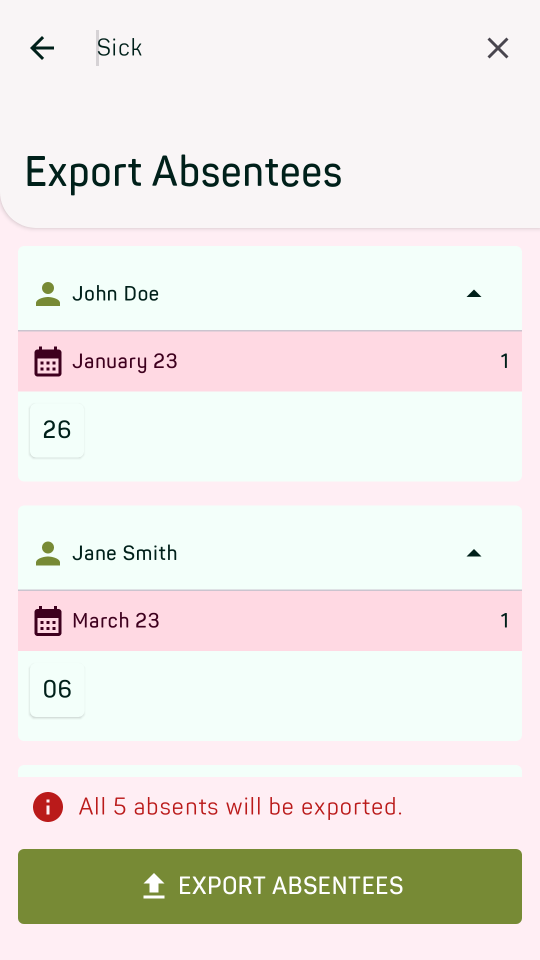 Sick
Export Absentees
John Doe
January 23 1
26
Jane Smith
March 23 1
06
All 5 absents will be exported.
EXPORT ABSENTEES